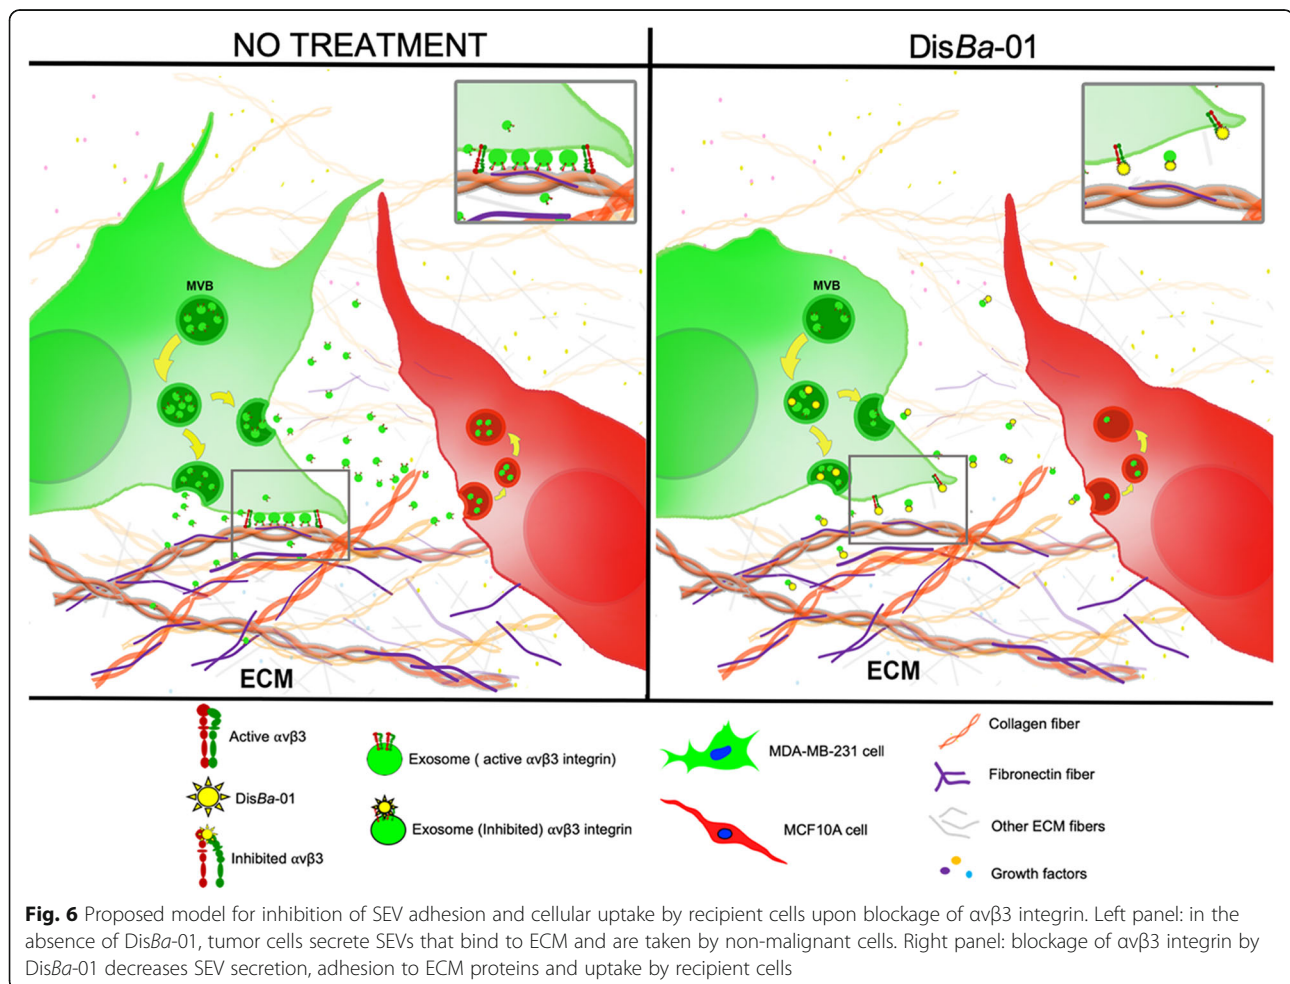 NO TREATMENT
DisBa-01
MVB
MVB
ECM
ECM
Active αvβ3
DisBa-01
Inhibited αvβ3
Exosome ( active αvβ3 integrin)
Exosome (Inhibited) αvβ3 integrin
MDA-MB-231 cell
MCF10A cell
Collagen fiber
Fibronectin fiber
Other ECM fibers
Growth factors
Fig. 6 Proposed model for inhibition of SEV adhesion and cellular uptake by recipient cells upon blockage of αvβ3 integrin. Left panel: in the
absence of DisBa-01, tumor cells secrete SEVs that bind to ECM and are taken by non-malignant cells. Right panel: blockage of αvβ3 integrin by
DisBa-01 decreases SEV secretion, adhesion to ECM proteins and uptake by recipient cells